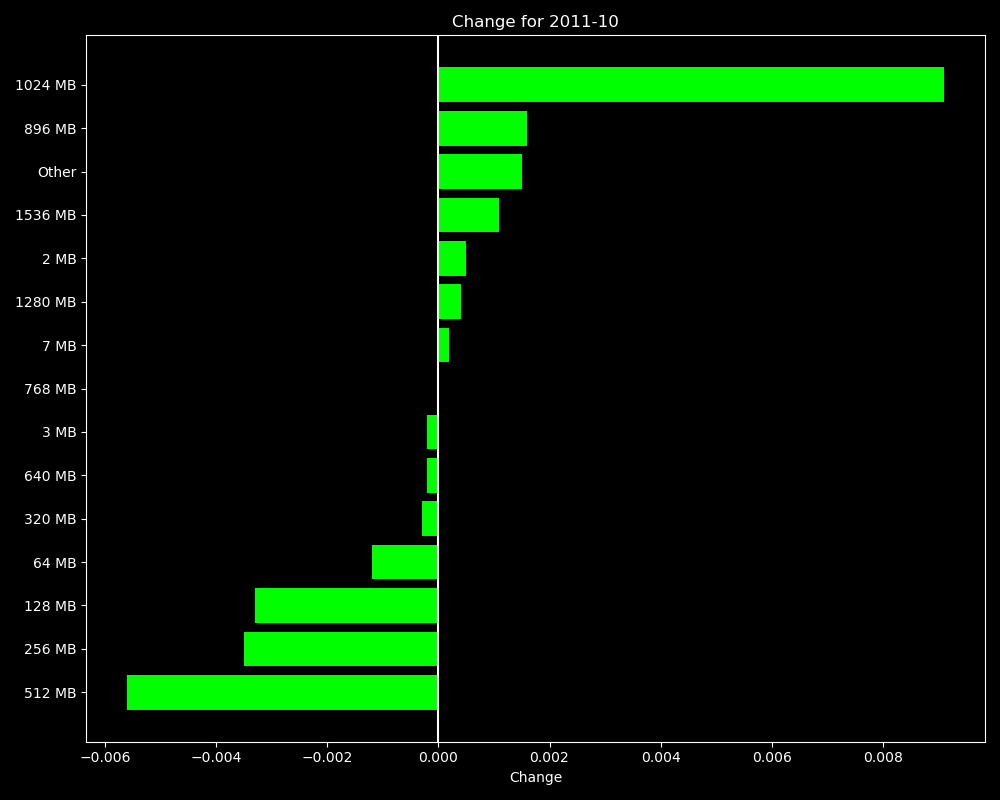 Change for 2011-10
1024 MB
896 MB
Other
1536 MB
2 MB
1280 MB
7 MB
768 MB
3 MB
640 MB
320 MB
64 MB
128 MB
256 MB
512 MB
−0.006 −0.004 −0.002 0.000 0.002 0.004 0.006 0.008
Change